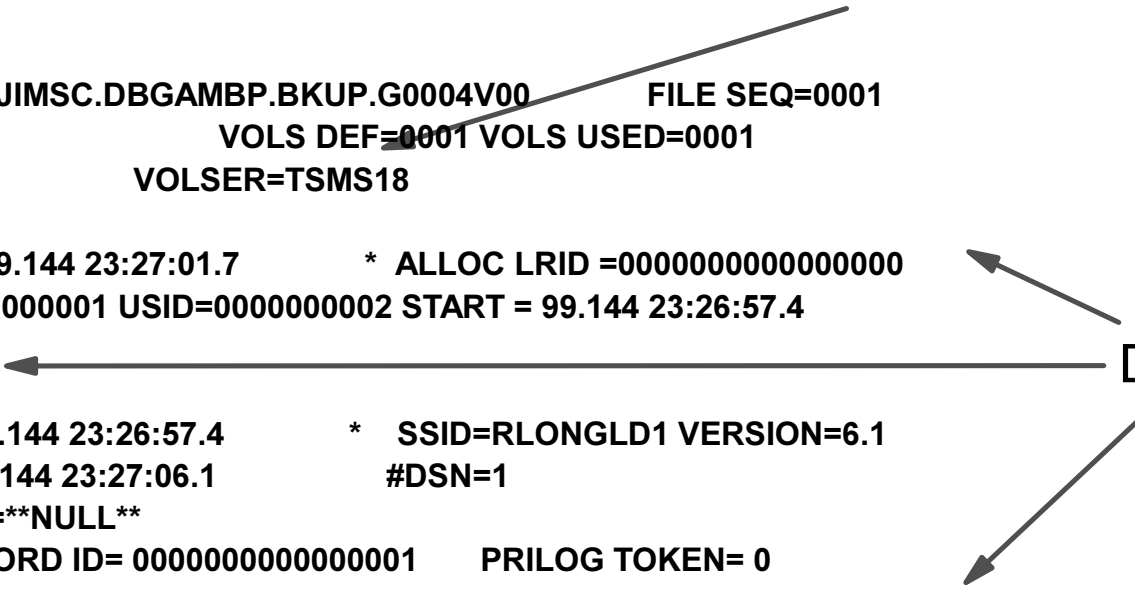 JIMSC.DBGAMBP.BKUP.G0004V00 FILE SEQ=0001
VOLS DEF=0001 VOLS USED=0001
VOLSER=TSMS18
9.144 23:27:01.7 * ALLOC LRID =0000000000000000
000001 USID=0000000002 START = 99.144 23:26:57.4
.144 23:26:57.4 * SSID=RLONGLD1 VERSION=6.1
144 23:27:06.1 #DSN=1
=**NULL**
ORD ID= 0000000000000001 PRILOG TOKEN= 0